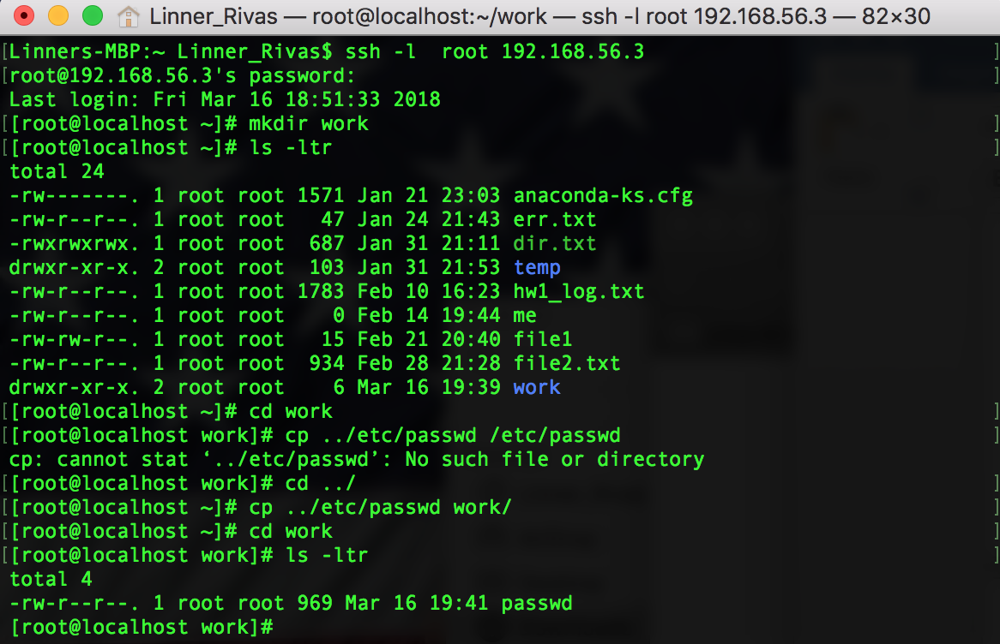 Linner_Rivas — root@localhost:~/work — ssh -l root 192.168.56.3 — 82×30
[Linners-MBP:~ Linner_Rivas$ ssh -l  root 192.168.56.3 ]
[root@192.168.56.3's password: ]
Last login: Fri Mar 16 18:51:33 2018
[[root@localhost ~]# mkdir work ]
[[root@localhost ~]# ls -ltr ]
total 24
-rw-------. 1 root root 1571 Jan 21 23:03 anaconda-ks.cfg
-rw-r--r--. 1 root root   47 Jan 24 21:43 err.txt
-rwxrwxrwx. 1 root root  687 Jan 31 21:11 dir.txt
drwxr-xr-x. 2 root root  103 Jan 31 21:53 temp
-rw-r--r--. 1 root root 1783 Feb 10 16:23 hw1_log.txt
-rw-r--r--. 1 root root    0 Feb 14 19:44 me
-rw-rw-r--. 1 root root   15 Feb 21 20:40 file1
-rw-r--r--. 1 root root  934 Feb 28 21:28 file2.txt
drwxr-xr-x. 2 root root    6 Mar 16 19:39 work
[[root@localhost ~]# cd work ]
[[root@localhost work]# cp ../etc/passwd /etc/passwd ]
cp: cannot stat ‘../etc/passwd’: No such file or directory
[[root@localhost work]# cd ../ ]
[[root@localhost ~]# cp ../etc/passwd work/ ]
[[root@localhost ~]# cd work ]
[[root@localhost work]# ls -ltr ]
total 4
-rw-r--r--. 1 root root 969 Mar 16 19:41 passwd
[root@localhost work]#